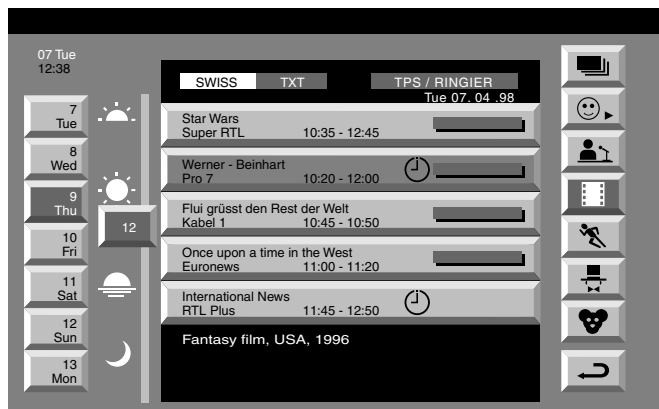 07 Tue
12:38
7
Tue
8
Wed
9
Thu
10
Fri
11
Sat
12
Sun
13
Mon
12
SWISS TXT TPS / RINGIER
Tue 07. 04 .98
Star Wars
Super RTL 10:35 - 12:45
Werner - Beinhart
Pro 7 10:20 - 12:00
Flui grüsst den Rest der Welt
Kabel 1 10:45 - 10:50
Once upon a time in the West
Euronews 11:00 - 11:20
International News
RTL Plus 11:45 - 12:50
Fantasy film, USA, 1996